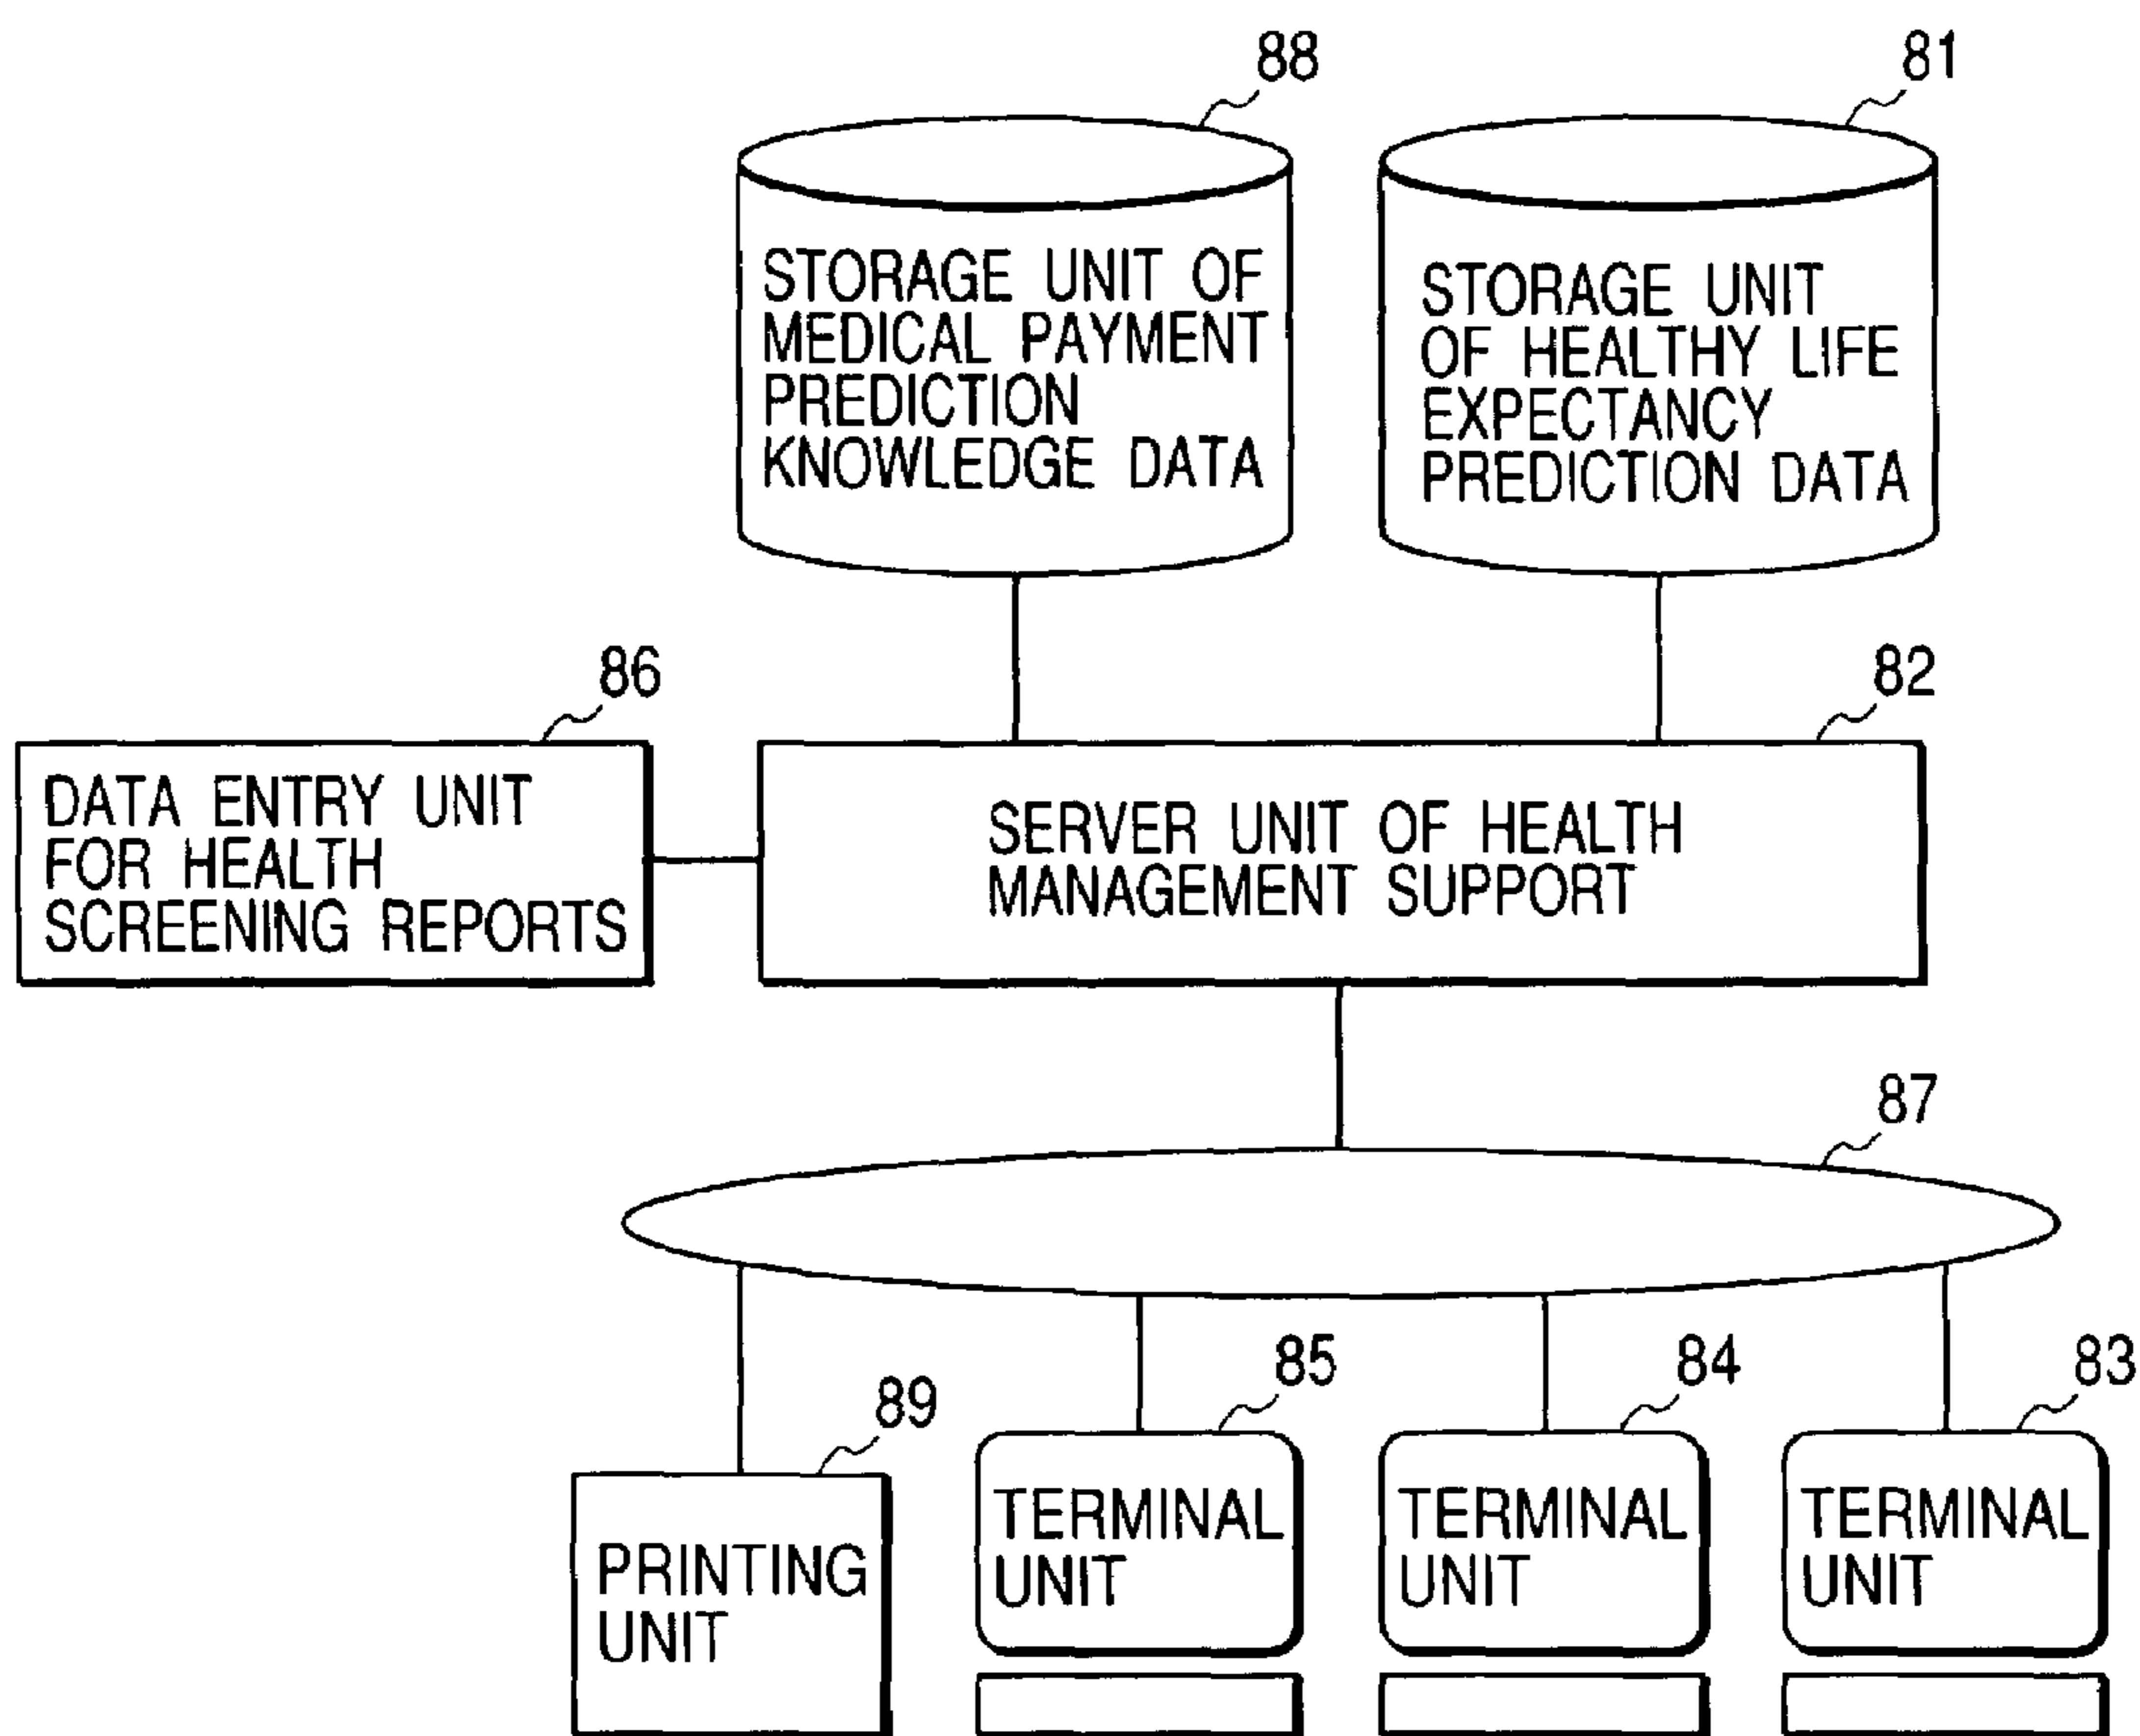 88
81
STORAGE UNIT OF
MEDICAL PAYMENT
PREDICTION
KNOWLEDGE DATA
STORAGE UNIT
OF HEALTHY LIFE
EXPECTANCY
PREDICTION DATA
86
82
DATA ENTRY UNIT
FOR HEALTH
SCREENING REPORTS
SERVER UNIT OF HEALTH
MANAGEMENT SUPPORT
87
89
85
84
83
PRINTING
UNIT
TERMINAL
UNIT
TERMINAL
UNIT
TERMINAL
UNIT